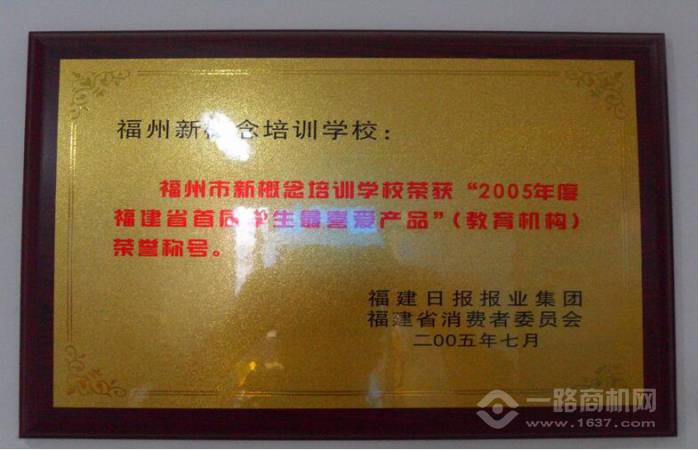 福州新概念培训学校：
福州市新概念培训学校荣获“2005年度
福建省首届学生最喜爱产品”（教育机构）
荣誉称号。
福建日报报业集团
福建省消费者委员会
二00五年七月
一路商机网
www.1637.com